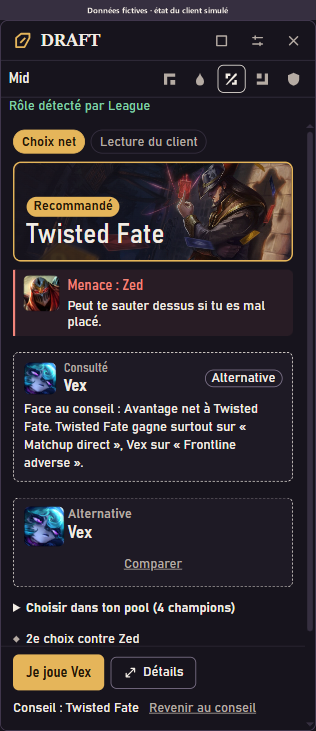 Données fictives · état du client simulé
DRAFT
Mid
Rôle détecté par League
Choix net
Lecture du client
Recommandé
Twisted Fate
Menace : Zed
Peut te sauter dessus si tu es mal
placé.
Consulté
Vex
Alternative
Face au conseil : Avantage net à Twisted
Fate. Twisted Fate gagne surtout sur «
Matchup direct », Vex sur « Frontline
adverse ».
Alternative
Vex
Comparer
Choisir dans ton pool (4 champions)
2e choix contre Zed
Je joue Vex
Détails
Conseil : Twisted Fate Revenir au conseil